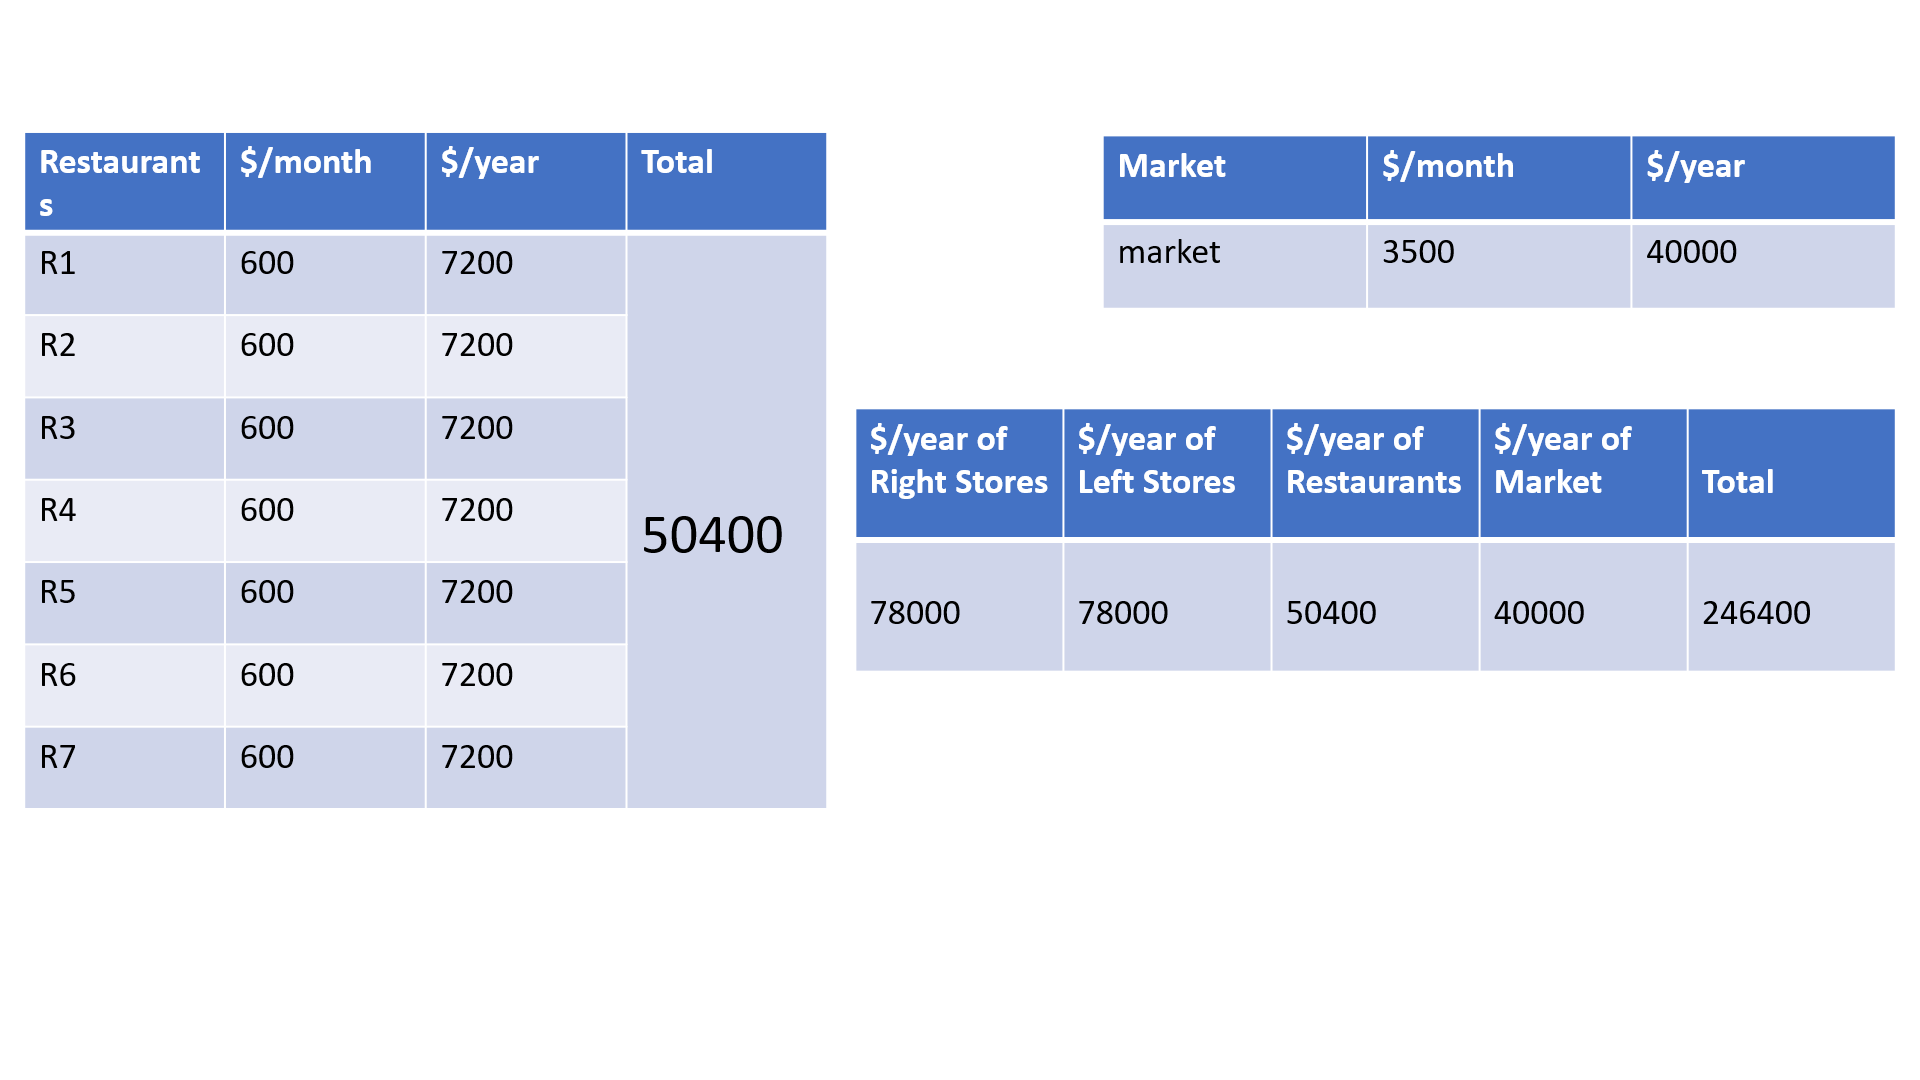 Restaurant
s
$/month
$/year
Total
R1
600
7200
50400
R2
600
7200
R3
600
7200
R4
600
7200
R5
600
7200
R6
600
7200
R7
600
7200
Market
$/month
$/year
market
3500
40000
$/year of
Right Stores
$/year of
Left Stores
$/year of
Restaurants
$/year of
Market
Total
78000
78000
50400
40000
246400